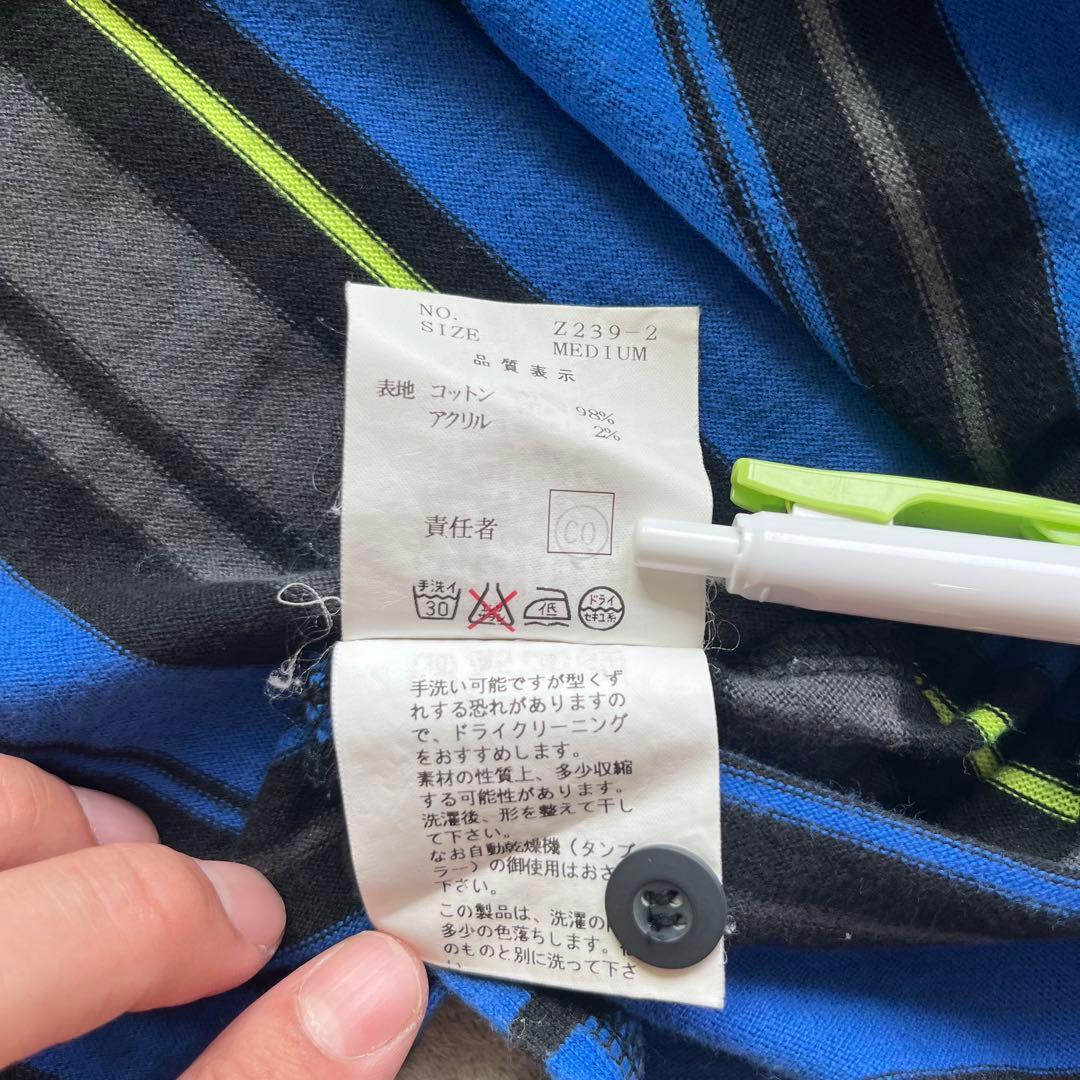 NO. Z239-2
SIZE MEDIUM
品質表示
表地 コットン 98%
アクリル 2%
責任者 CO
手洗イ 30 低 ドライ セキユ系
手洗い可能ですが型くず
れする恐れがありますの
で、ドライクリーニング
をおすすめします。
素材の性質上、多少収縮
する可能性があります。
洗濯後、形を整えて干し
て下さい。
なお自動乾燥機（タンブ
ラー）の御使用はおさ
下さい。
この製品は、洗濯の
多少の色落ちします。
のものと別に洗って下さ
い